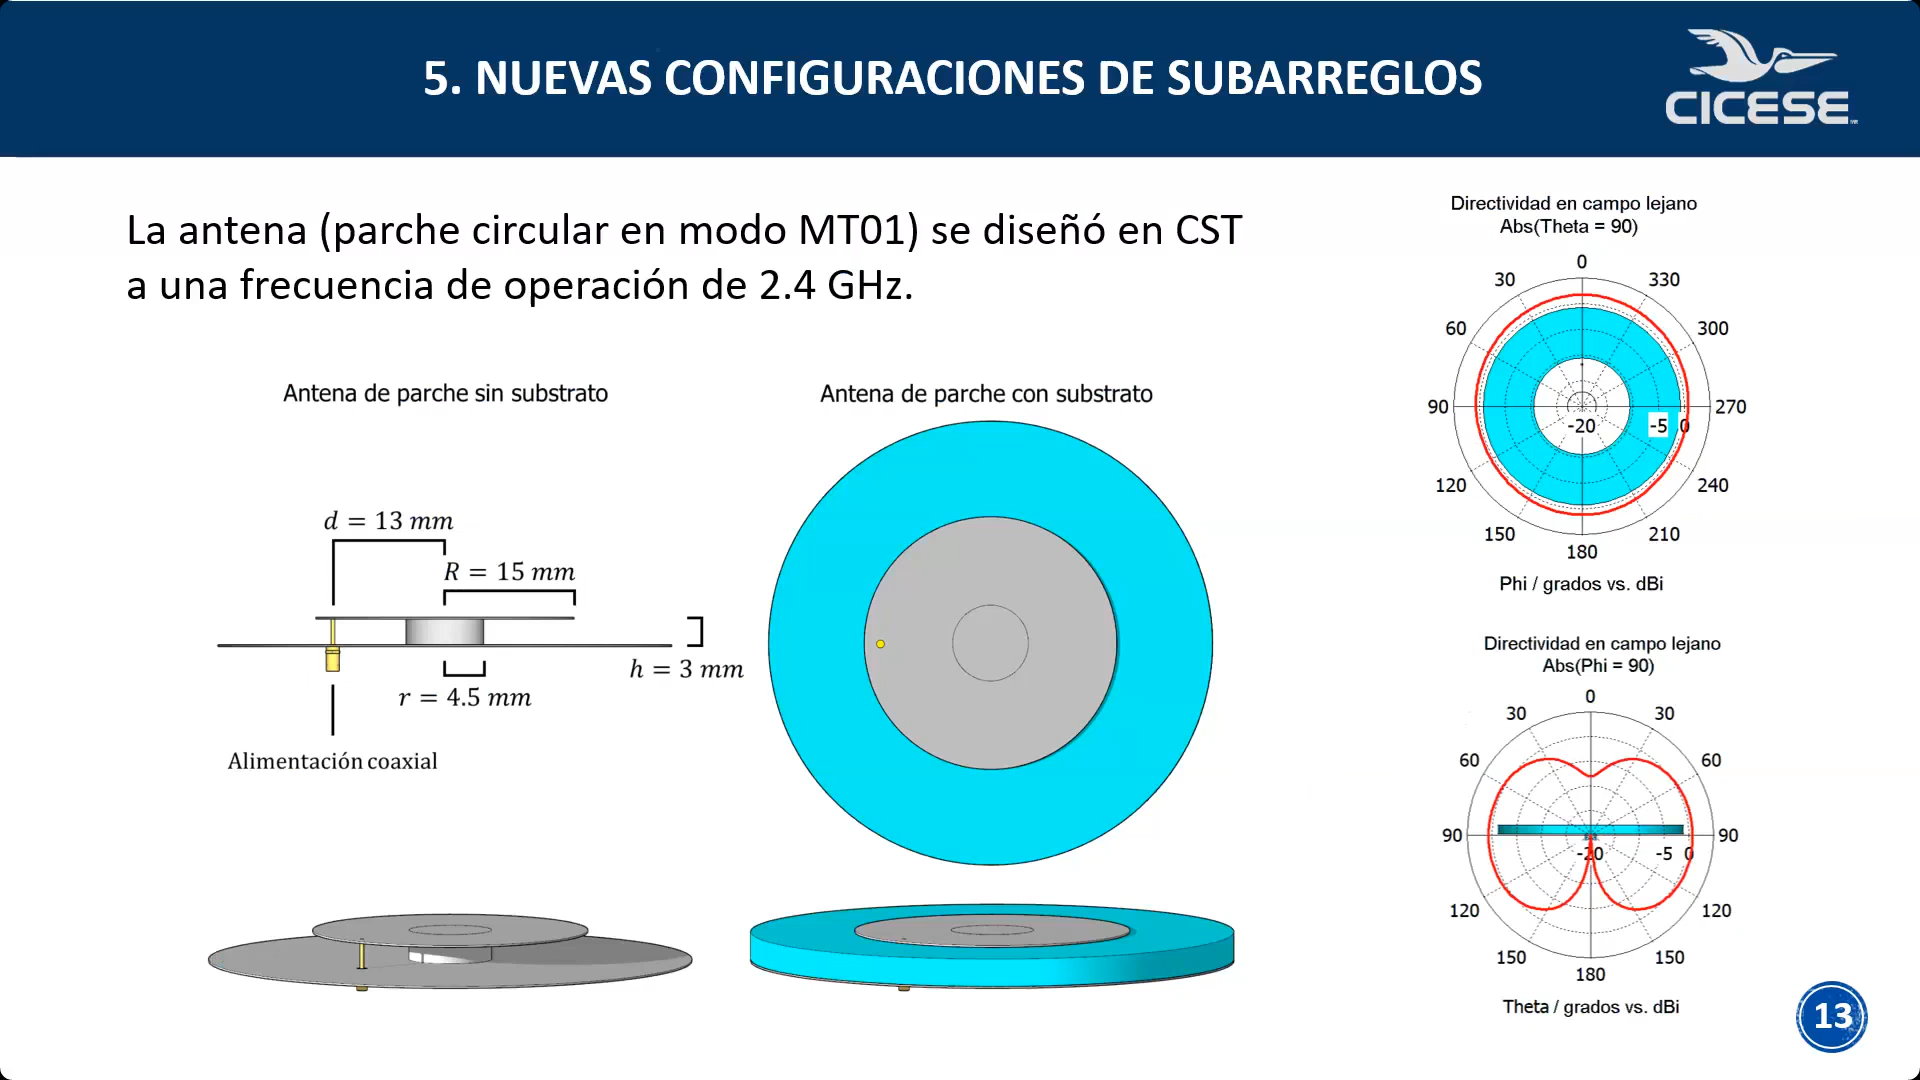 5. NUEVAS CONFIGURACIONES DE SUBARREGLOS
CICESE
La antena (parche circular en modo MT01) se diseñó en CST
a una frecuencia de operación de 2.4 GHz.
Antena de parche sin substrato
d = 13 mm
R = 15 mm
h = 3 mm
r = 4.5 mm
Alimentación coaxial
Antena de parche con substrato
Directividad en campo lejano
Abs(Theta = 90)
0
30 330
60 300
90 270
-20 -5 0
120 240
150 210
180
Phi / grados vs. dBi
Directividad en campo lejano
Abs(Phi = 90)
0
30 30
60 60
90 90
-20 -5 0
120 120
150 150
180
Theta / grados vs. dBi
13